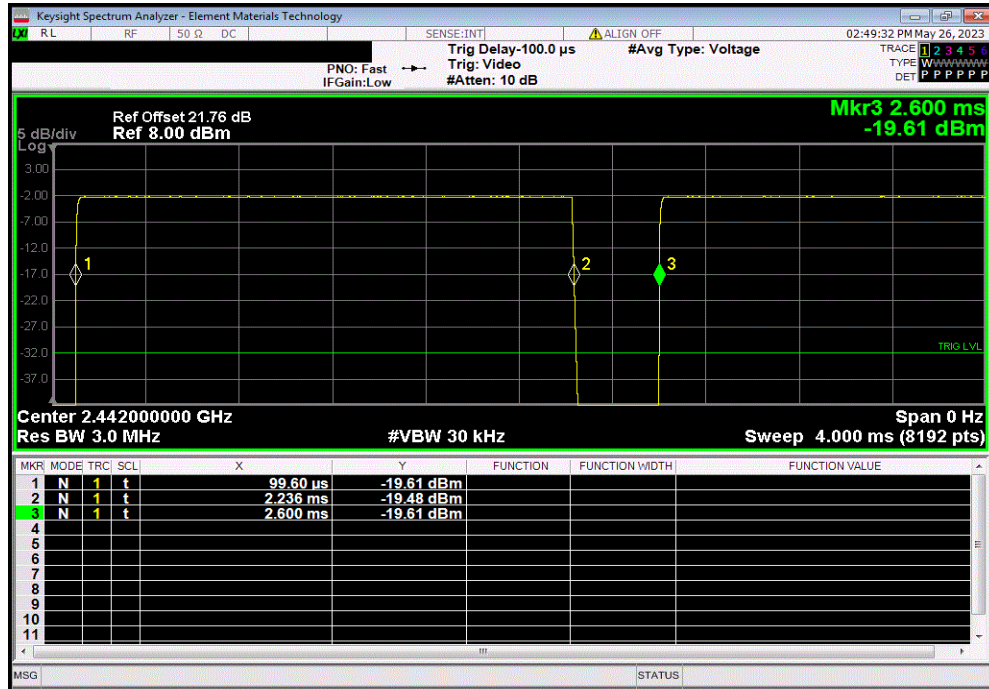 Keysight Spectrum Analyzer - Element Materials Technology
LXI RL RF 50 Ω DC SENSE:INT ALIGN OFF 02:49:32 PM May 26, 2023
Trig Delay-100.0 µs #Avg Type: Voltage TRACE 1 2 3 4 5 6
PNO: Fast Trig: Video TYPE WWWWWW
IFGain:Low #Atten: 10 dB DET P P P P P P
Mkr3 2.600 ms
-19.61 dBm
Ref Offset 21.76 dB
5 dB/div Ref 8.00 dBm
Log
3.00
-2.00
-7.00
-12.0
1 2 3
-17.0
-22.0
-27.0
TRIG LVL
-32.0
-37.0
Center 2.442000000 GHz Span 0 Hz
Res BW 3.0 MHz #VBW 30 kHz Sweep 4.000 ms (8192 pts)
MKR MODE TRC SCL X Y FUNCTION FUNCTION WIDTH FUNCTION VALUE
1 N 1 t 99.60 µs -19.61 dBm
2 N 1 t 2.236 ms -19.48 dBm
3 N 1 t 2.600 ms -19.61 dBm
4
5
6
7
8
9
10
11
MSG STATUS